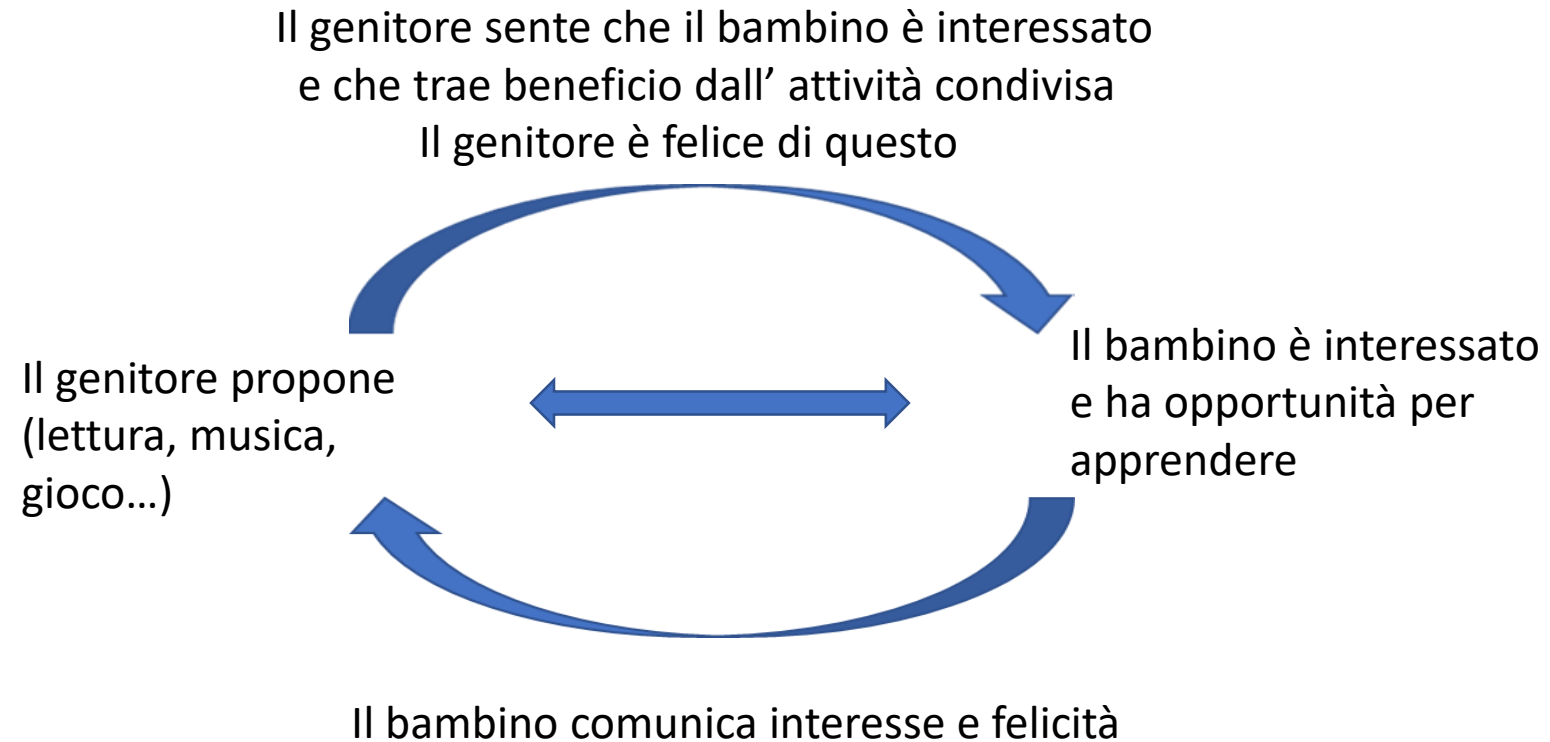 Il genitore sente che il bambino è interessato
e che trae beneficio dall’ attività condivisa
Il genitore è felice di questo
Il genitore propone
(lettura, musica,
gioco…)
Il bambino è interessato
e ha opportunità per
apprendere
Il bambino comunica interesse e felicità